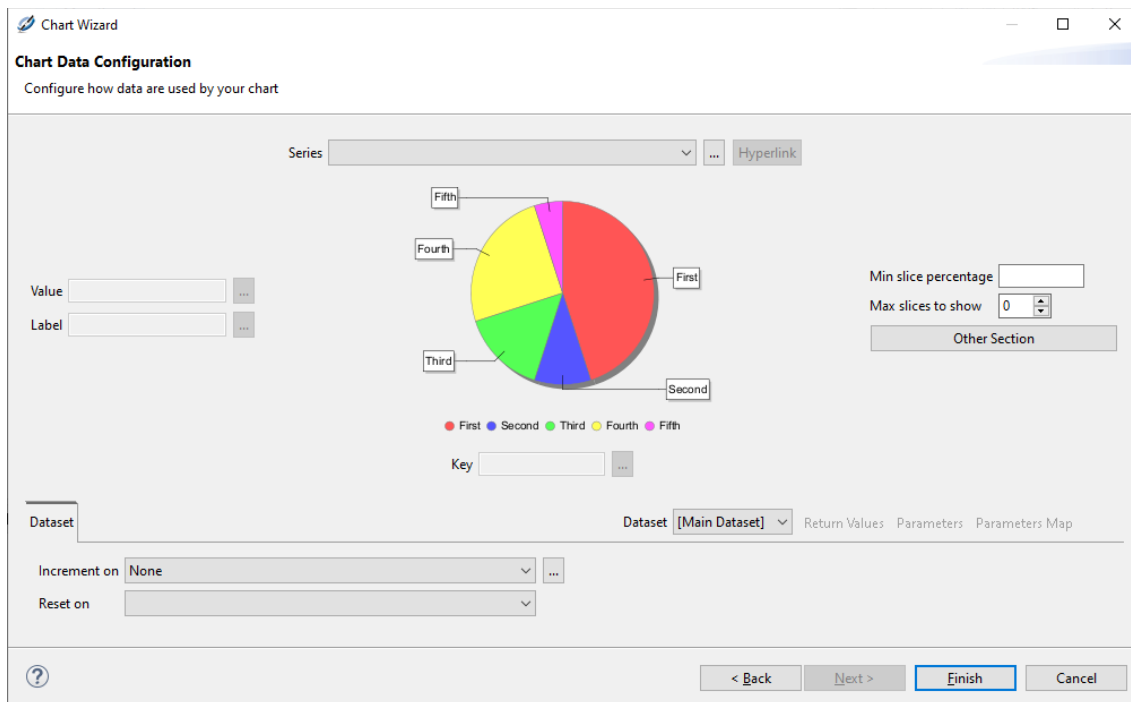 Chart Wizard
Chart Data Configuration
Configure how data are used by your chart
Series ... Hyperlink
Fifth
Fourth
First
Third
Second
Value ...
Label ...
Min slice percentage
Max slices to show 0
Other Section
First Second Third Fourth Fifth
Key ...
Dataset Dataset [Main Dataset] Return Values Parameters Parameters Map
Increment on None ...
Reset on
? < Back Next > Finish Cancel